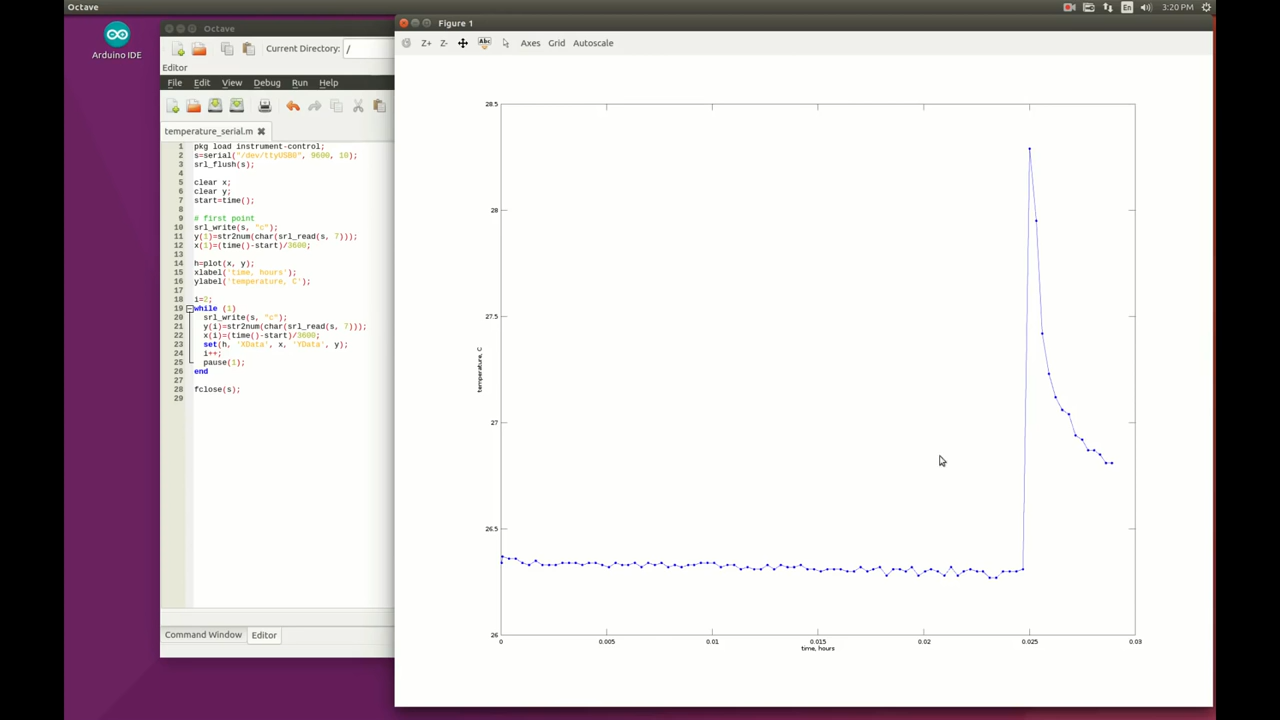 Octave
En
3:20 PM
Arduino IDE
Octave
Current Directory: /
Editor
File Edit View Debug Run Help
temperature_serial.m
1 pkg load instrument-control;
2 s=serial("/dev/ttyUSB0", 9600, 10);
3 srl_flush(s);
4
5 clear x;
6 clear y;
7 start=time();
8
9 # first point
10 srl_write(s, "c");
11 y(1)=str2num(char(srl_read(s, 7)));
12 x(1)=(time()-start)/3600;
13
14 h=plot(x, y);
15 xlabel('time, hours');
16 ylabel('temperature, C');
17
18 i=2;
19 while (1)
20 srl_write(s, "c");
21 y(i)=str2num(char(srl_read(s, 7)));
22 x(i)=(time()-start)/3600;
23 set(h, 'XData', x, 'YData', y);
24 i++;
25 pause(1);
26 end
27
28 fclose(s);
29
Command Window Editor
Figure 1
Z+ Z- Abc Axes Grid Autoscale
28.5
28
27.5
27
26.5
26
temperature, C
0 0.005 0.01 0.015 0.02 0.025 0.03
time, hours